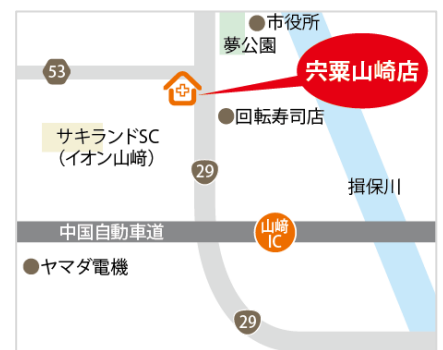 市役所
夢公園
宍粟山崎店
53
回転寿司店
サキランドSC
(イオン山﨑)
29
揖保川
中国自動車道
山﨑
IC
ヤマダ電機
29